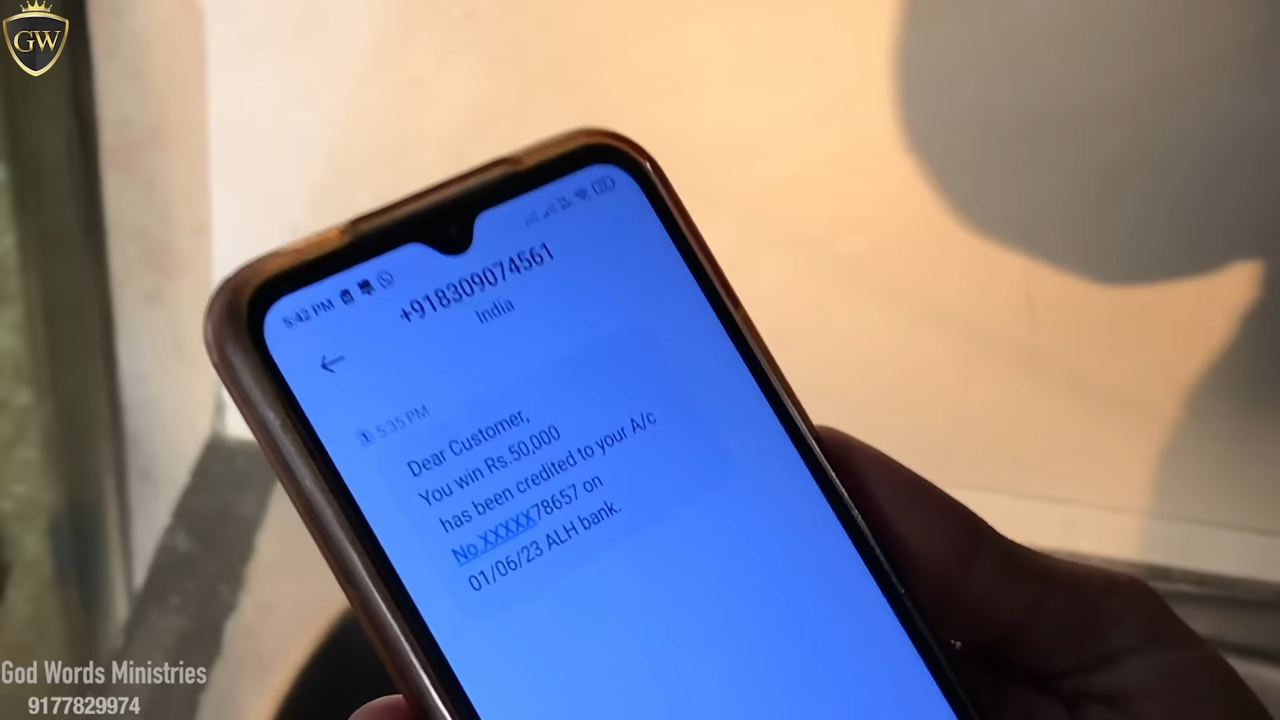 GW
5:42 PM
+918309074561
India
1 5:35 PM
Dear Customer,
You win Rs.50,000
has been credited to your A/c
No XXXXX78657 on
01/06/23 ALH bank.
God Words Ministries
9177829974